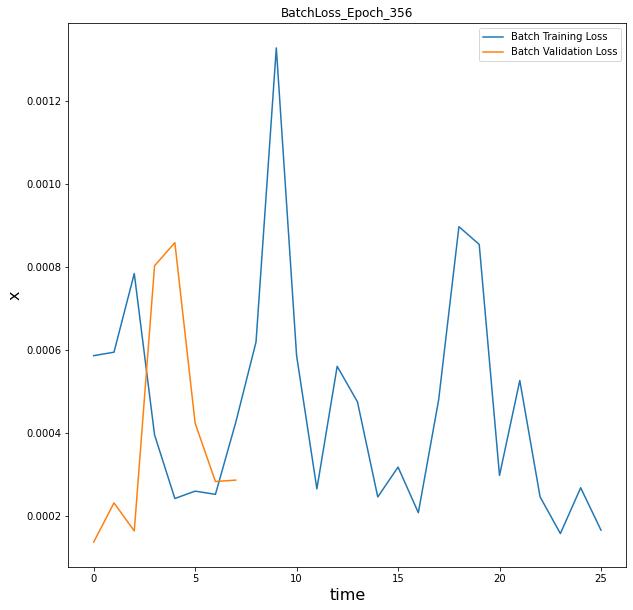 BatchLoss_Epoch_356
Batch Training Loss
Batch Validation Loss
0.0012
0.0010
0.0008
0.0006
0.0004
0.0002
x
0 5 10 15 20 25
time